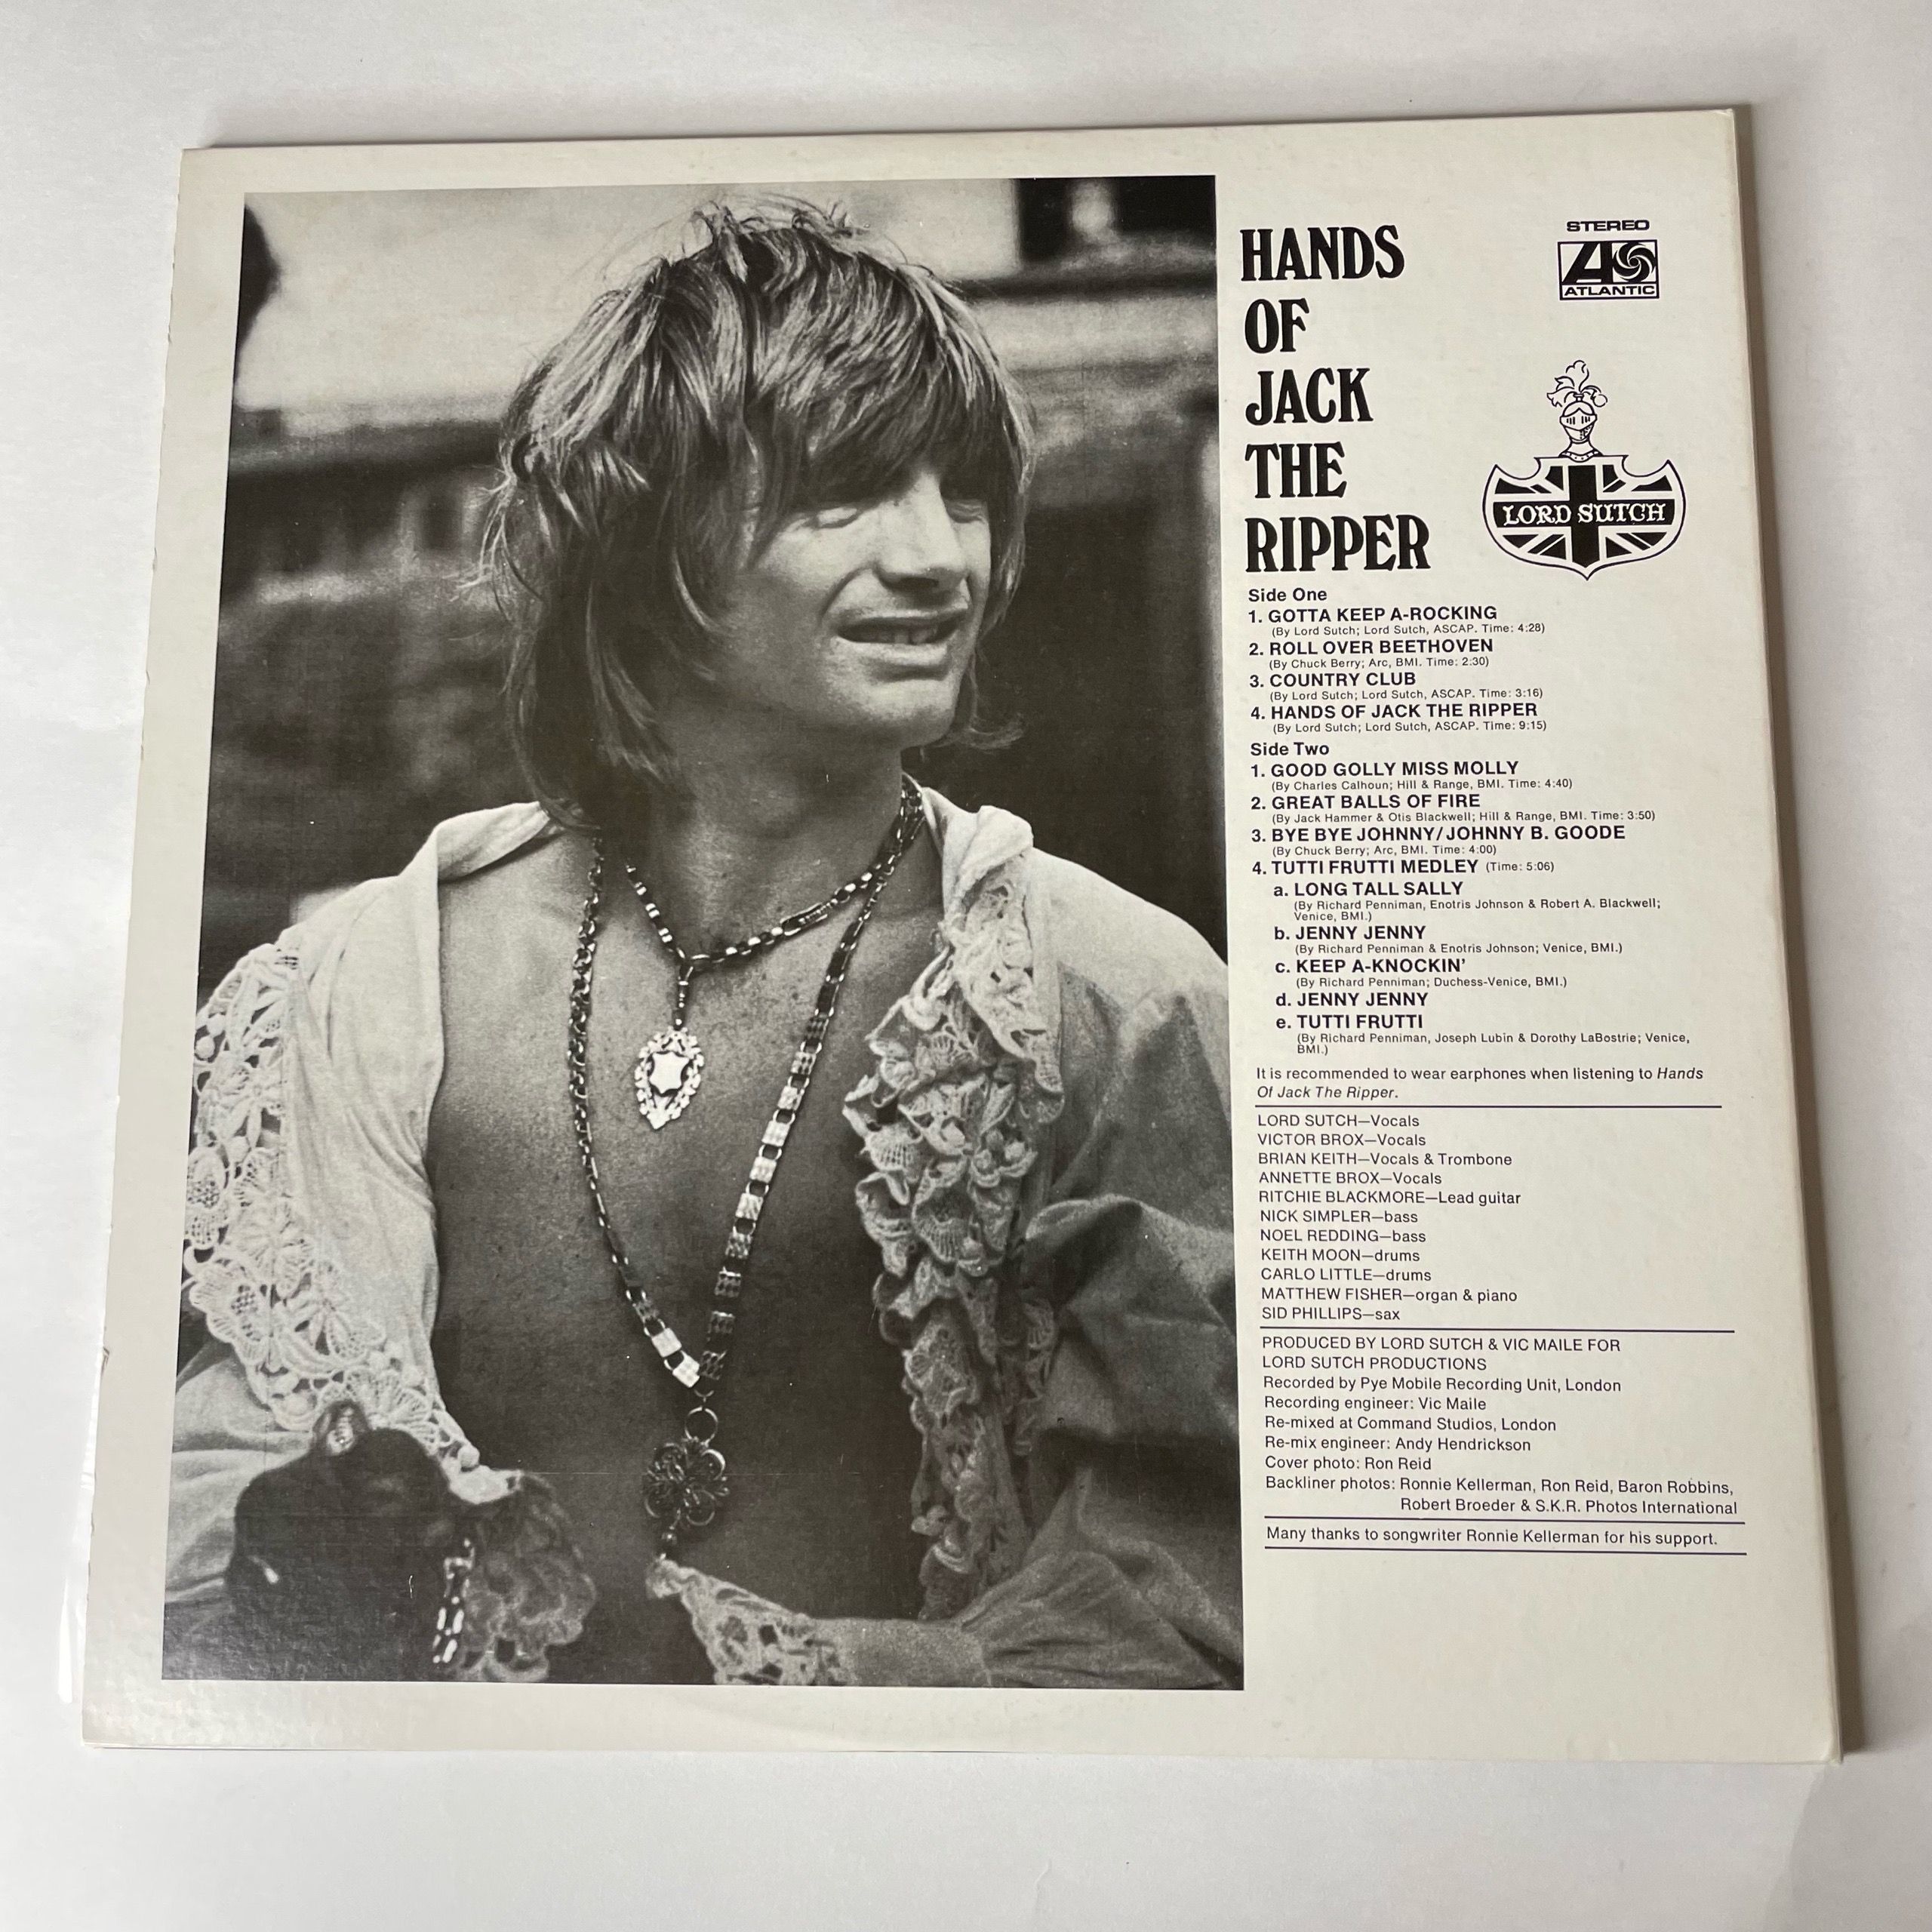 HANDS
OF
JACK
THE
RIPPER
STEREO
ATLANTIC
LORD SUTCH
Side One
1. GOTTA KEEP A-ROCKING
(By Lord Sutch; Lord Sutch, ASCAP. Time: 4:28)
2. ROLL OVER BEETHOVEN
(By Chuck Berry; Arc, BMI. Time: 2:30)
3. COUNTRY CLUB
(By Lord Sutch; Lord Sutch, ASCAP. Time: 3:16)
4. HANDS OF JACK THE RIPPER
(By Lord Sutch; Lord Sutch, ASCAP. Time: 9:15)
Side Two
1. GOOD GOLLY MISS MOLLY
(By Charles Calhoun; Hill & Range, BMI. Time: 4:40)
2. GREAT BALLS OF FIRE
(By Jack Hammer & Otis Blackwell; Hill & Range, BMI. Time: 3:50)
3. BYE BYE JOHNNY/JOHNNY B. GOODE
(By Chuck Berry; Arc, BMI. Time: 4:00)
4. TUTTI FRUTTI MEDLEY (Time: 5:06)
a. LONG TALL SALLY
(By Richard Penniman, Enotris Johnson & Robert A. Blackwell;
Venice, BMI.)
b. JENNY JENNY
(By Richard Penniman & Enotris Johnson; Venice, BMI.)
c. KEEP A-KNOCKIN'
(By Richard Penniman; Duchess-Venice, BMI.)
d. JENNY JENNY
e. TUTTI FRUTTI
(By Richard Penniman, Joseph Lubin & Dorothy LaBostrie; Venice,
BMI.)
It is recommended to wear earphones when listening to Hands
Of Jack The Ripper.
LORD SUTCH—Vocals
VICTOR BROX—Vocals
BRIAN KEITH—Vocals & Trombone
ANNETTE BROX—Vocals
RITCHIE BLACKMORE—Lead guitar
NICK SIMPLER—bass
NOEL REDDING—bass
KEITH MOON—drums
CARLO LITTLE—drums
MATTHEW FISHER—organ & piano
SID PHILLIPS—sax
PRODUCED BY LORD SUTCH & VIC MAILE FOR
LORD SUTCH PRODUCTIONS
Recorded by Pye Mobile Recording Unit, London
Recording engineer: Vic Maile
Re-mixed at Command Studios, London
Re-mix engineer: Andy Hendrickson
Cover photo: Ron Reid
Backliner photos: Ronnie Kellerman, Ron Reid, Baron Robbins,
Robert Broeder & S.K.R. Photos International
Many thanks to songwriter Ronnie Kellerman for his support.